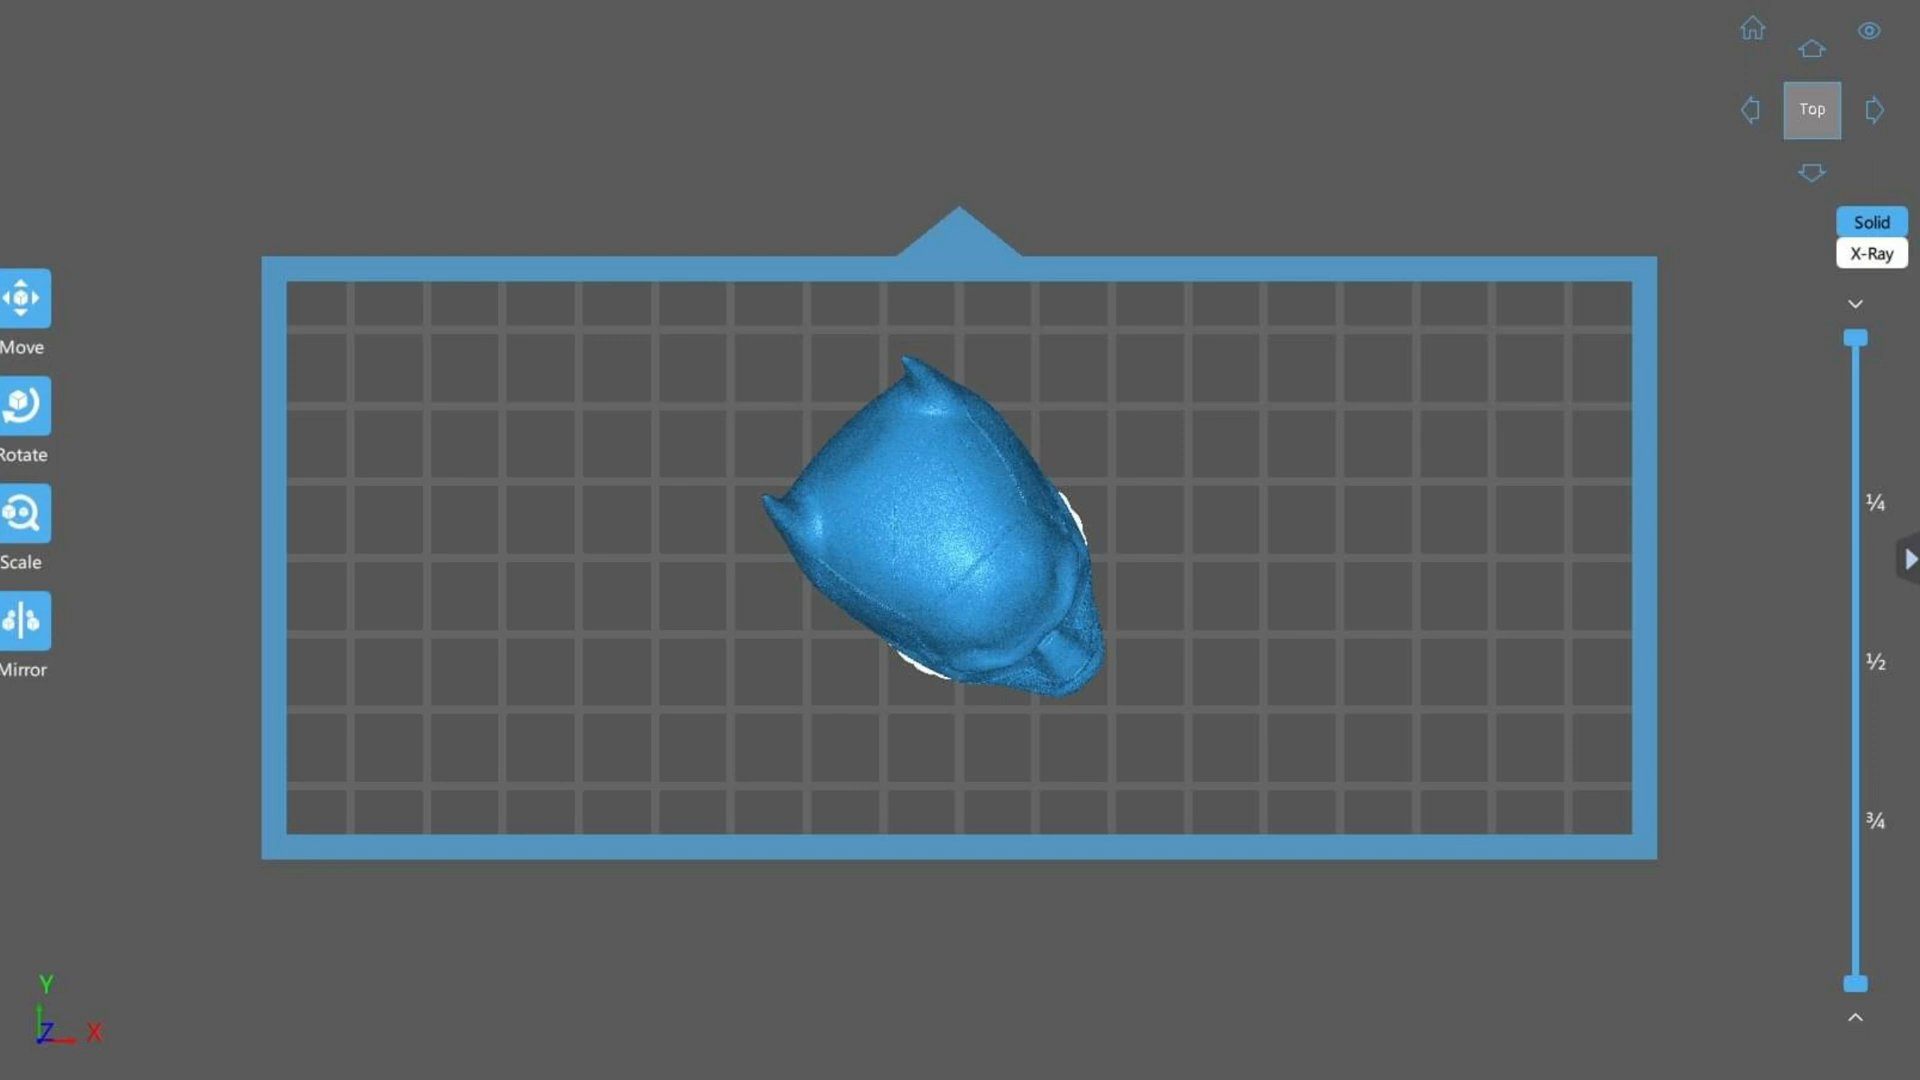 Top
Solid
X-Ray
Move
Rotate
Scale
Mirror
¼
½
¾
Y
Z
X